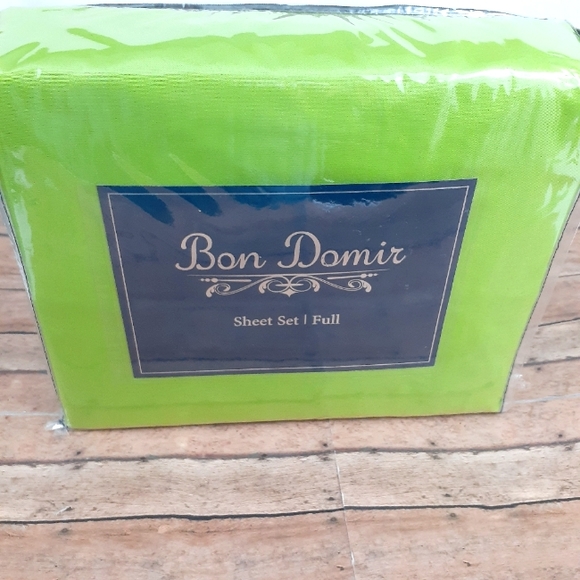 Bon Domir
Sheet Set | Full